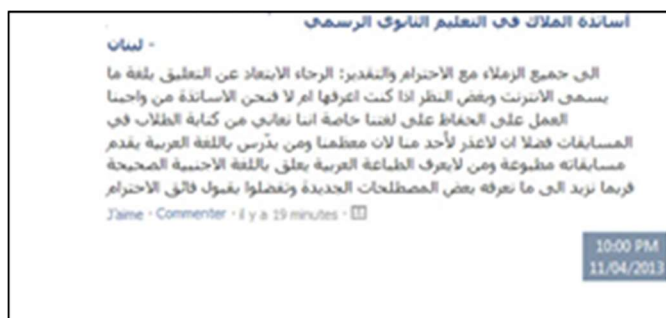 أساتذة الملاك في التعليم الثانوي الرسمي
- لبنان
الى جميع الزملاء مع الاحترام والتقدير: الرجاء الابتعاد عن التعليق بلغة ما
يسمى الانترنت وبغض النظر اذا كنت اعرفها ام لا فنحن الاساتذة من واجبنا
العمل على الحفاظ على لغتنا خاصة اننا نعاني من كتابة الطلاب في
المسابقات فضلا ان لاعذر لأحد منا لان معظمنا ومن يدّرس باللغة العربية يقدم
مسابقاته مطبوعة ومن لايعرف الطباعة العربية يعلق باللغة الاجنبية الصحيحة
فربما نزيد الى ما نعرفه بعض المصطلحات الجديدة وتفضلوا بقبول فائق الاحترام
J'aime · Commenter · il y a 19 minutes ·
10:00 PM
11/04/2013